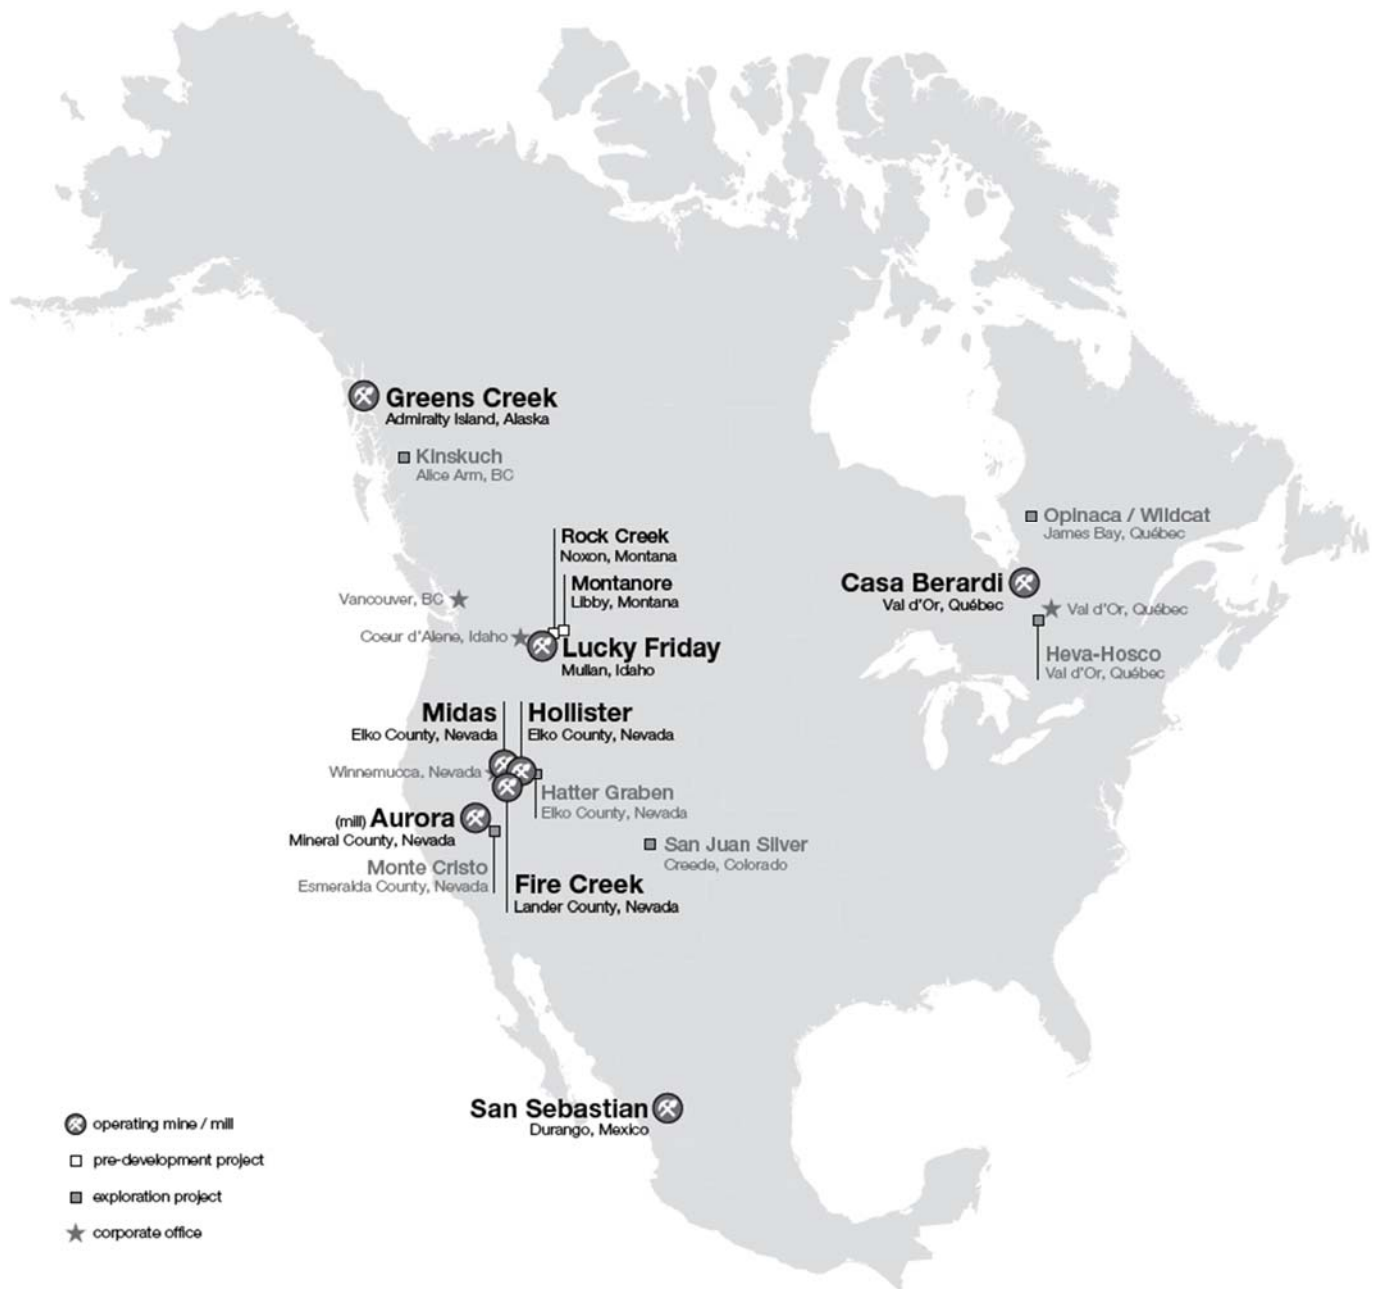 Greens Creek
Admiralty Island, Alaska
Kinskuch
Alice Arm, BC
Rock Creek
Noxon, Montana
Montanore
Libby, Montana
Vancouver, BC
Coeur d'Alene, Idaho
Lucky Friday
Mullan, Idaho
Opinaca / Wildcat
James Bay, Québec
Casa Berardi
Val d'Or, Québec
Val d'Or, Québec
Heva-Hosco
Val d'Or, Québec
Midas
Elko County, Nevada
Hollister
Elko County, Nevada
Winnemucca, Nevada
Hatter Graben
Elko County, Nevada
(mill) Aurora
Mineral County, Nevada
Monte Cristo
Esmeralda County, Nevada
San Juan Silver
Creede, Colorado
Fire Creek
Lander County, Nevada
San Sebastian
Durango, Mexico
operating mine / mill
pre-development project
exploration project
corporate office